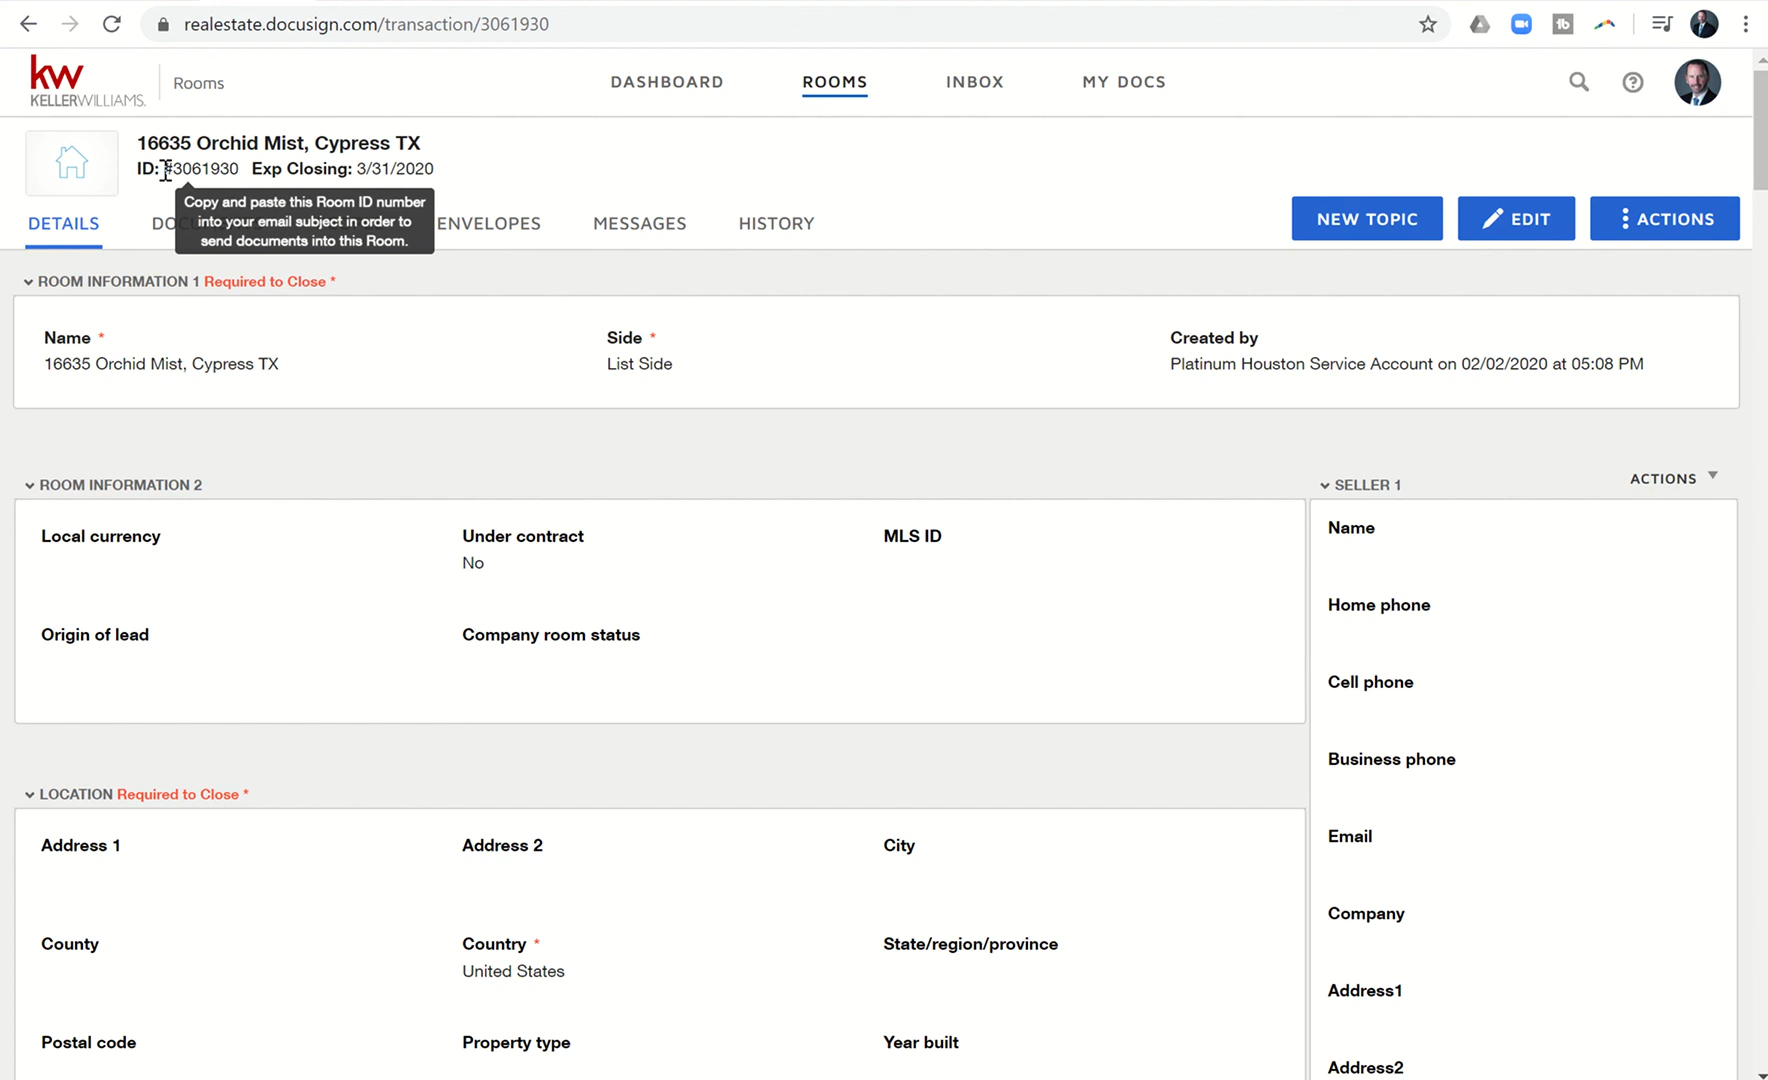 realestate.docusign.com/transaction/3061930
kw
KELLERWILLIAMS.
Rooms
DASHBOARD
ROOMS
INBOX
MY DOCS
16635 Orchid Mist, Cypress TX
ID: #3061930 Exp Closing: 3/31/2020
Copy and paste this Room ID number
into your email subject in order to
send documents into this Room.
DETAILS
ENVELOPES
MESSAGES
HISTORY
NEW TOPIC
EDIT
ACTIONS
ROOM INFORMATION 1 Required to Close *
Name *
16635 Orchid Mist, Cypress TX
Side *
List Side
Created by
Platinum Houston Service Account on 02/02/2020 at 05:08 PM
ROOM INFORMATION 2
Local currency
Under contract
No
MLS ID
Origin of lead
Company room status
ACTIONS
SELLER 1
Name
Home phone
Cell phone
Business phone
Email
Company
Address1
Address2
LOCATION Required to Close *
Address 1
Address 2
City
County
Country *
United States
State/region/province
Postal code
Property type
Year built